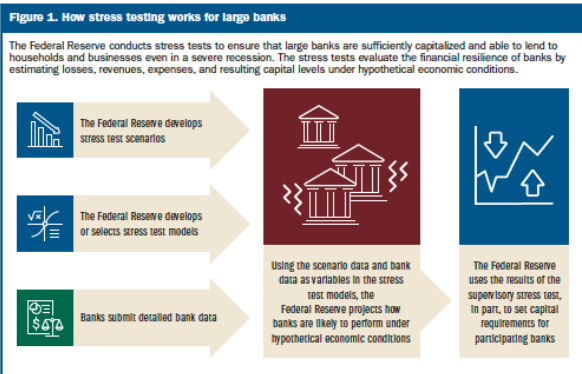 Figure 1. How stress testing works for large banks
The Federal Reserve conducts stress tests to ensure that large banks are sufficiently capitalized and able to lend to
households and businesses even in a severe recession. The stress tests evaluate the financial resilience of banks by
estimating losses, revenues, expenses, and resulting capital levels under hypothetical economic conditions.
The Federal Reserve develops
stress test scenarios
√x
The Federal Reserve develops
or selects stress test models
$
Banks submit detailed bank data
Using the scenario data and bank
data as variables in the stress
test models, the
Federal Reserve projects how
banks are likely to perform under
hypothetical economic conditions
The Federal Reserve
uses the results of the
supervisory stress test,
in part, to set capital
requirements for
participating banks